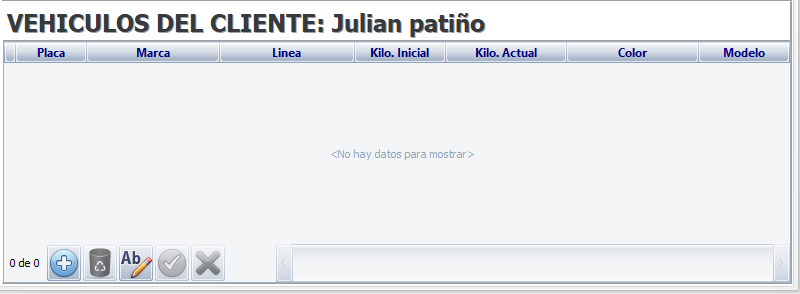 VEHICULOS DEL CLIENTE: Julian patiño
Placa Marca Linea Kilo. Inicial Kilo. Actual Color Modelo
<No hay datos para mostrar>
0 de 0 Ab